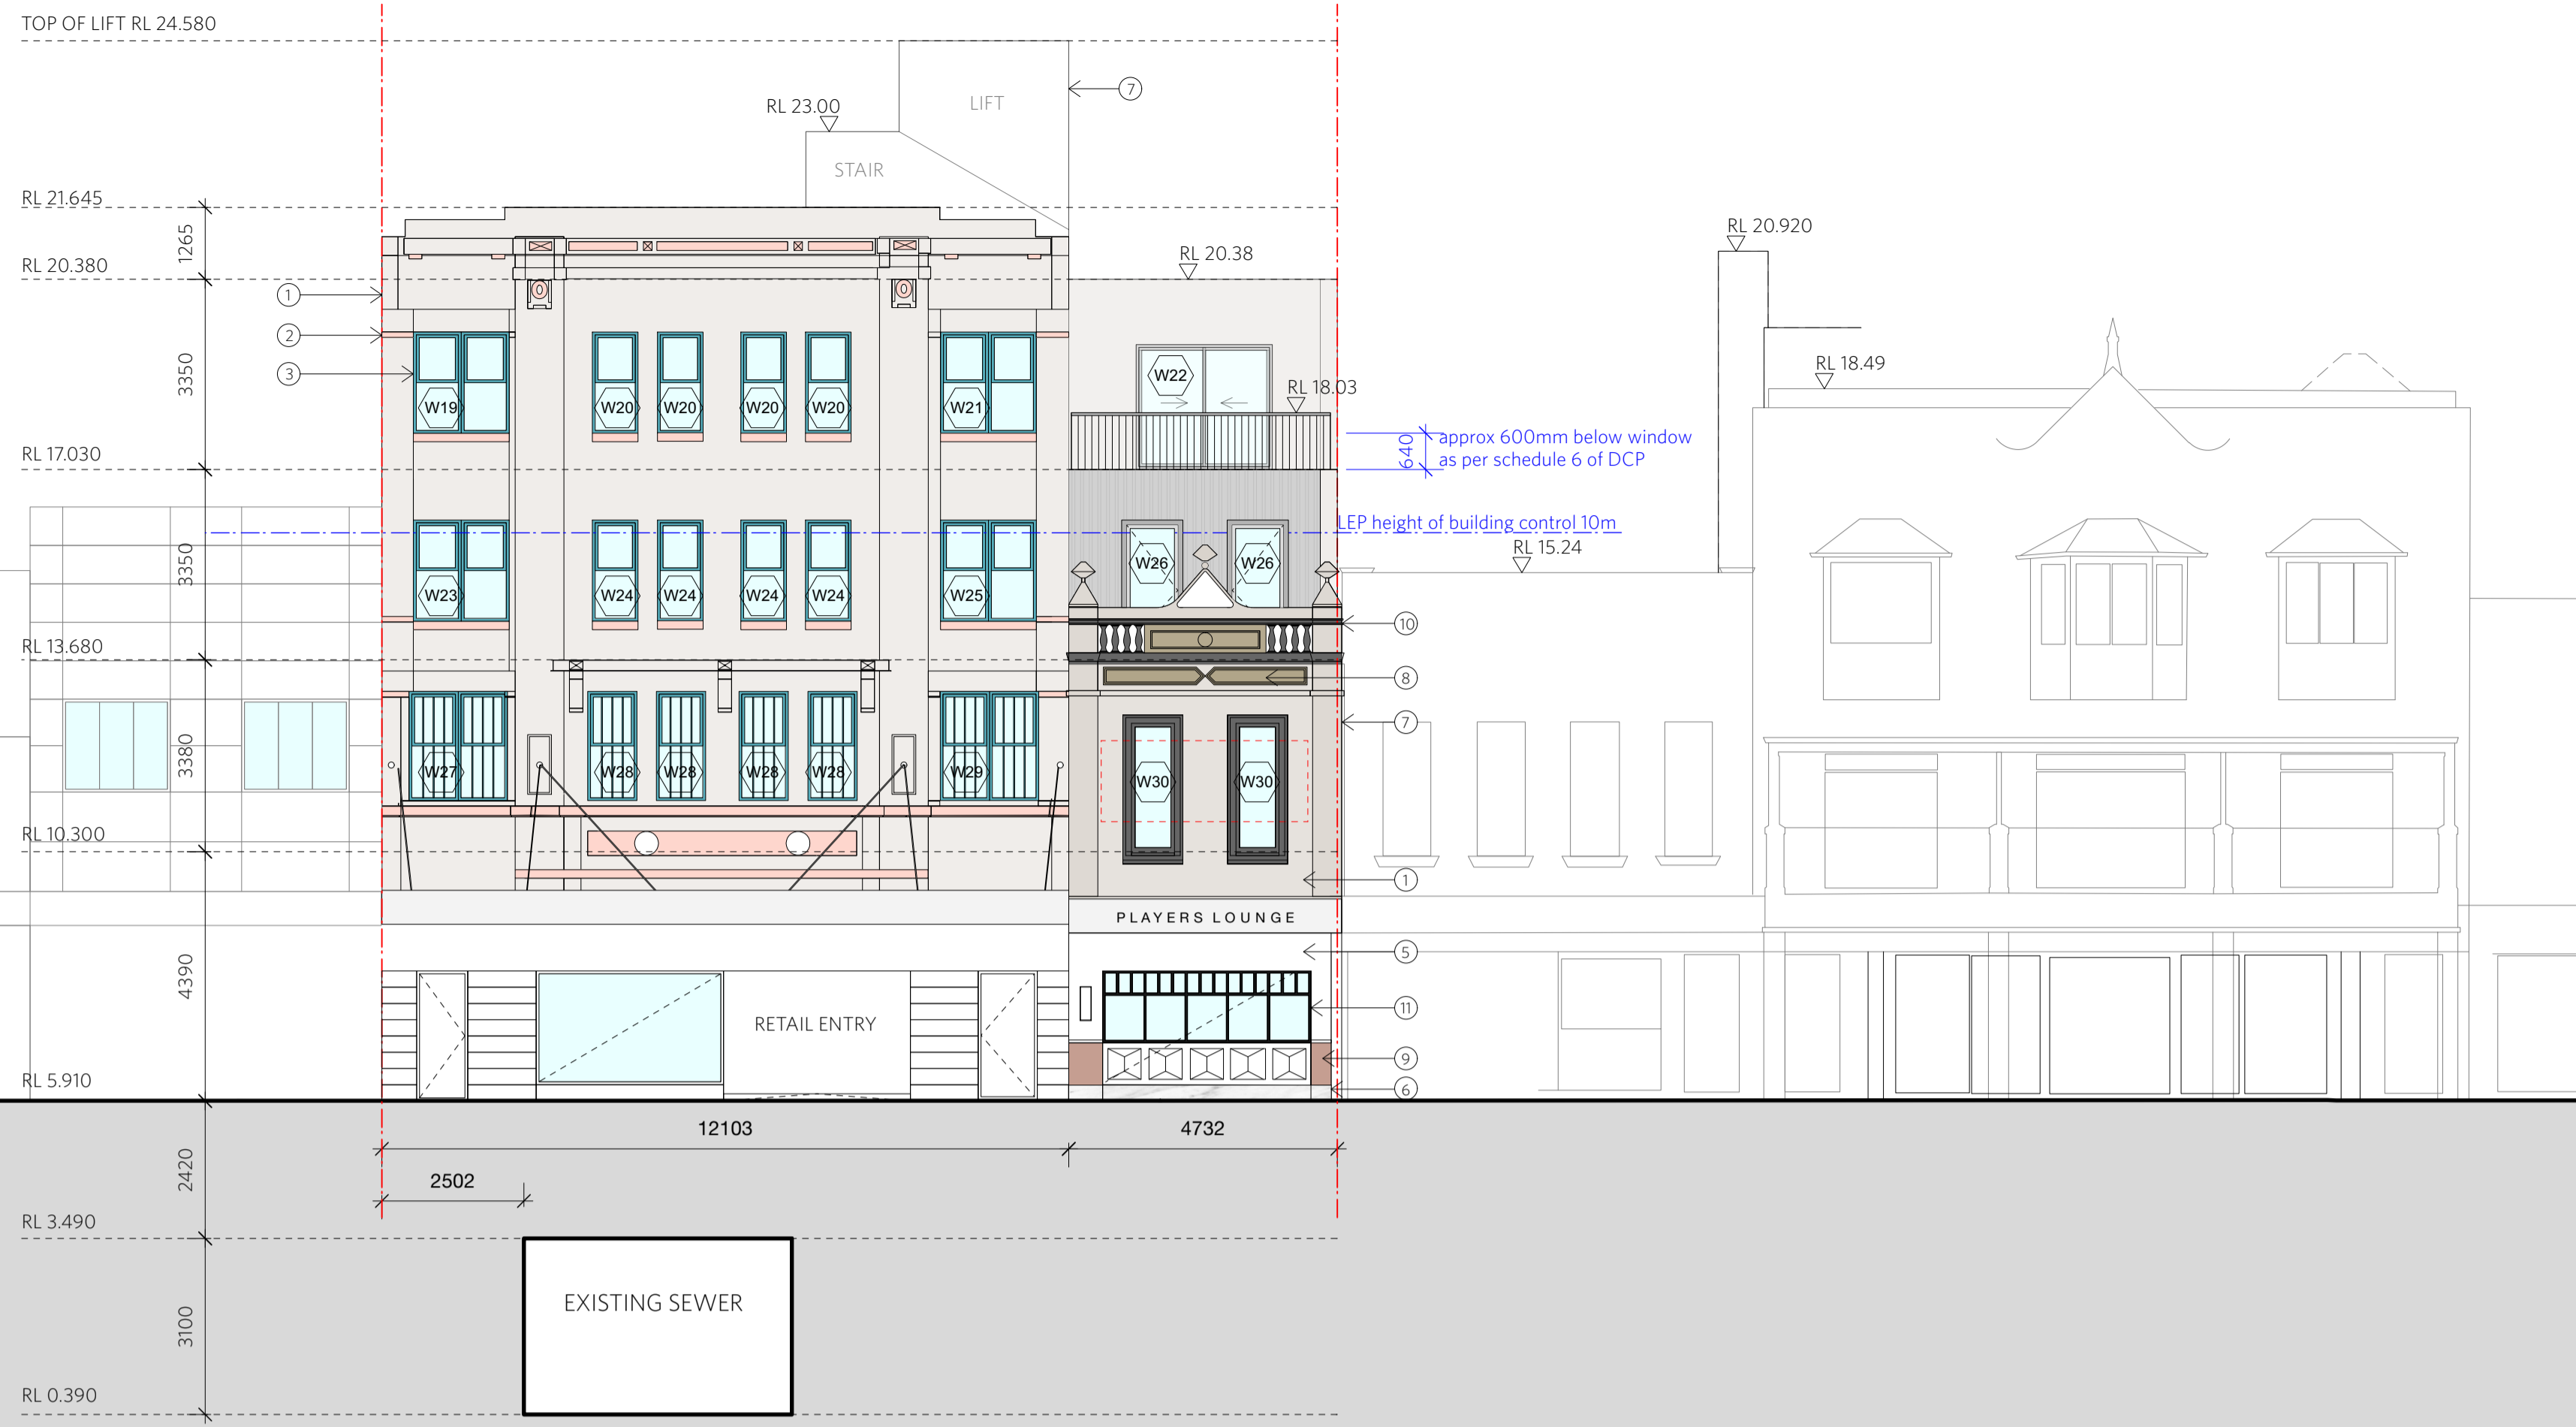 TOP OF LIFT RL 24.580
LIFT
7
RL 23.00
STAIR
RL 21.645
1265
RL 20.380
RL 20.38
RL 20.920
1
2
3
3350
W19
W20
W20
W20
W20
W21
W22
RL 18.03
RL 18.49
640
approx 600mm below window
as per schedule 6 of DCP
RL 17.030
LEP height of building control 10m
RL 15.24
3350
W23
W24
W24
W24
W24
W25
W26
W26
10
RL 13.680
8
7
3380
W27
W28
W28
W28
W28
W29
W30
W30
RL 10.300
1
PLAYERS LOUNGE
5
4390
RETAIL ENTRY
11
9
RL 5.910
6
12103
4732
2420
2502
RL 3.490
EXISTING SEWER
3100
RL 0.390